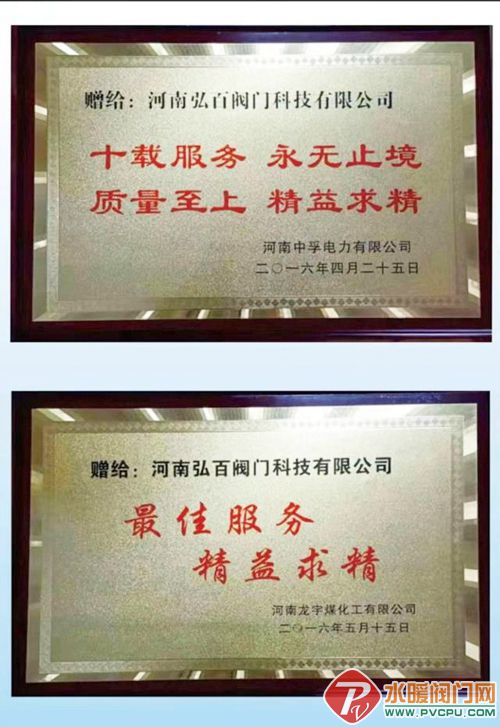 赠给：河南弘百阀门科技有限公司
十载服务 永无止境
质量至上 精益求精
河南中孚电力有限公司
二〇一六年四月二十五日
赠给：河南弘百阀门科技有限公司
最佳服务
精益求精
河南龙宇煤化工有限公司
二〇一六年五月十五日
水暖阀门网
www.PVCPU.com